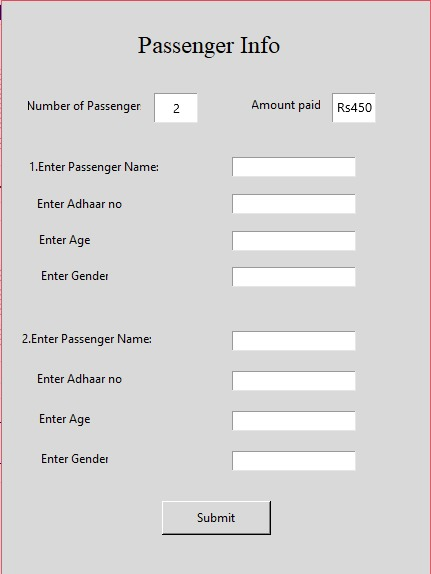 Passenger Info
Number of Passenger 2 Amount paid Rs450
1.Enter Passenger Name:
Enter Adhaar no
Enter Age
Enter Gender
2.Enter Passenger Name:
Enter Adhaar no
Enter Age
Enter Gender
Submit